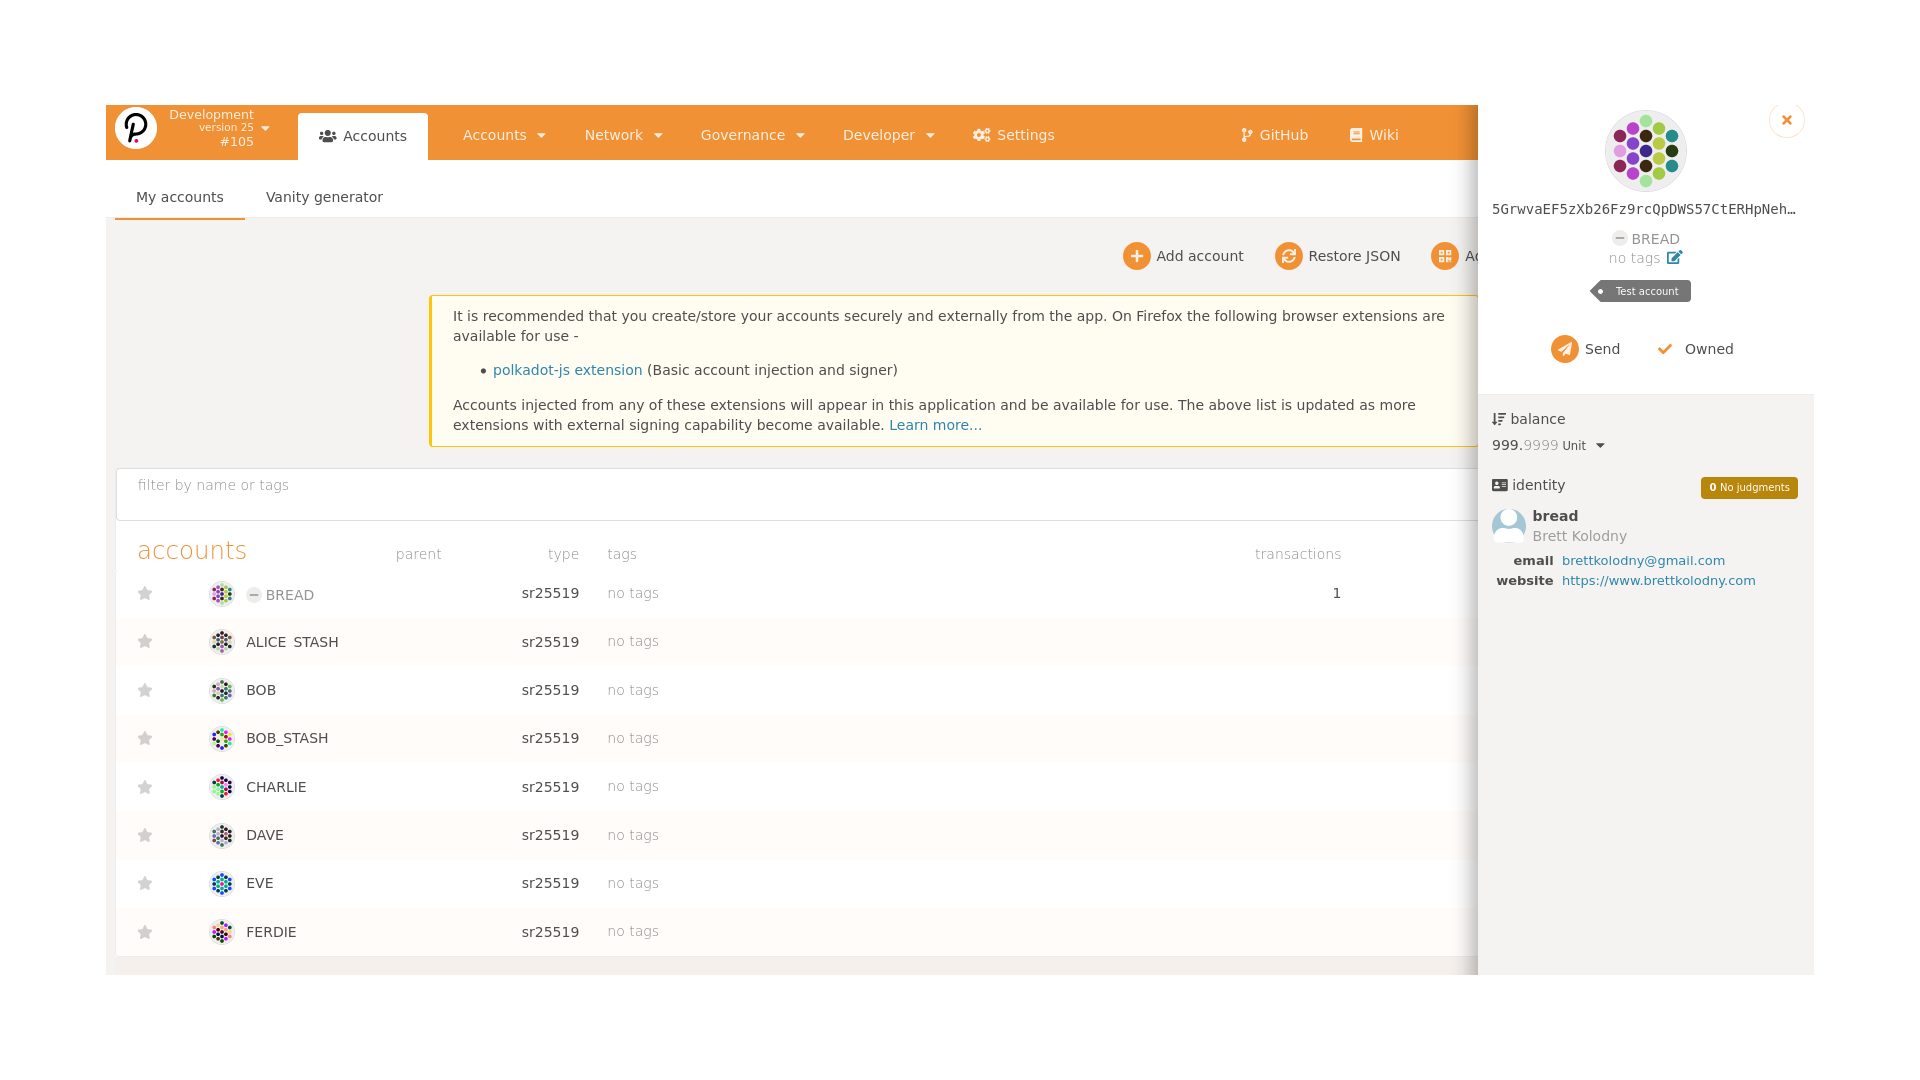 Development
version 25
#105
Accounts
Accounts
Network
Governance
Developer
Settings
GitHub
Wiki
My accounts
Vanity generator
Add account
Restore JSON
It is recommended that you create/store your accounts securely and externally from the app. On Firefox the following browser extensions are
available for use -
• polkadot-js extension (Basic account injection and signer)
Accounts injected from any of these extensions will appear in this application and be available for use. The above list is updated as more
extensions with external signing capability become available. Learn more...
filter by name or tags
accounts parent type tags transactions
BREAD sr25519 no tags 1
ALICE_STASH sr25519 no tags
BOB sr25519 no tags
BOB_STASH sr25519 no tags
CHARLIE sr25519 no tags
DAVE sr25519 no tags
EVE sr25519 no tags
FERDIE sr25519 no tags
5GrwvaEF5zXb26Fz9rcQpDWS57CtERHpNeh…
BREAD
no tags
Test account
Send
Owned
balance
999.9999 Unit
identity
0 No judgments
bread
Brett Kolodny
email brettkolodny@gmail.com
website https://www.brettkolodny.com